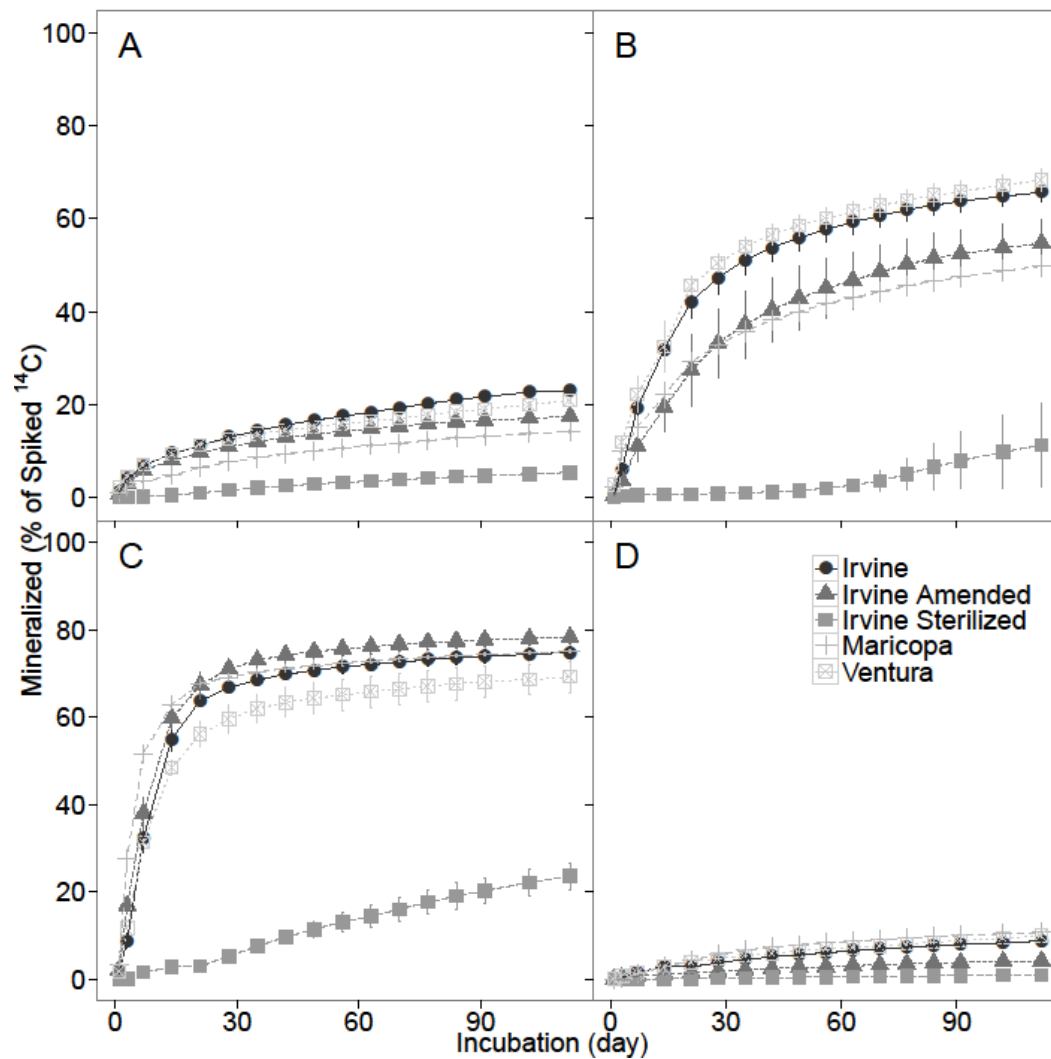 Mineralized (% of Spiked ¹⁴C)
A
100
80
60
40
20
0
B
C
100
80
60
40
20
0
D
Irvine
Irvine Amended
Irvine Sterilized
Maricopa
Ventura
0 30 60 90 0 30 60 90
Incubation (day)